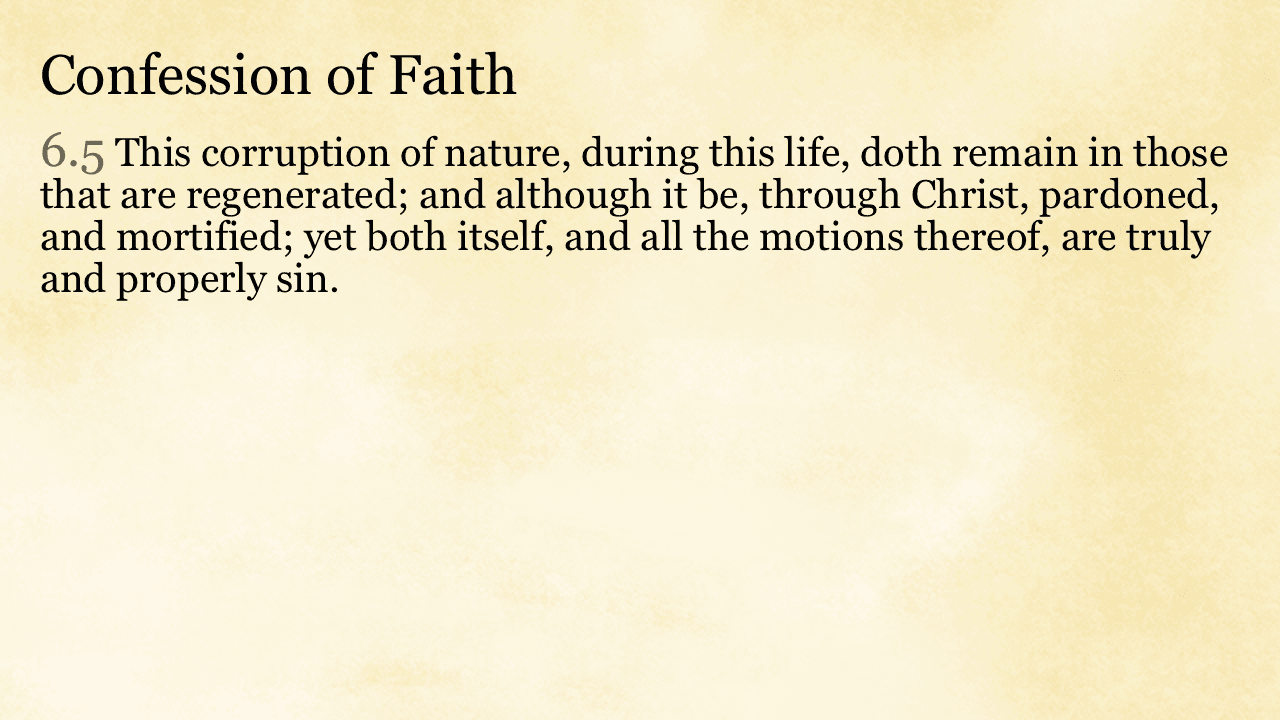 Confession of Faith
6.5 This corruption of nature, during this life, doth remain in those
that are regenerated; and although it be, through Christ, pardoned,
and mortified; yet both itself, and all the motions thereof, are truly
and properly sin.